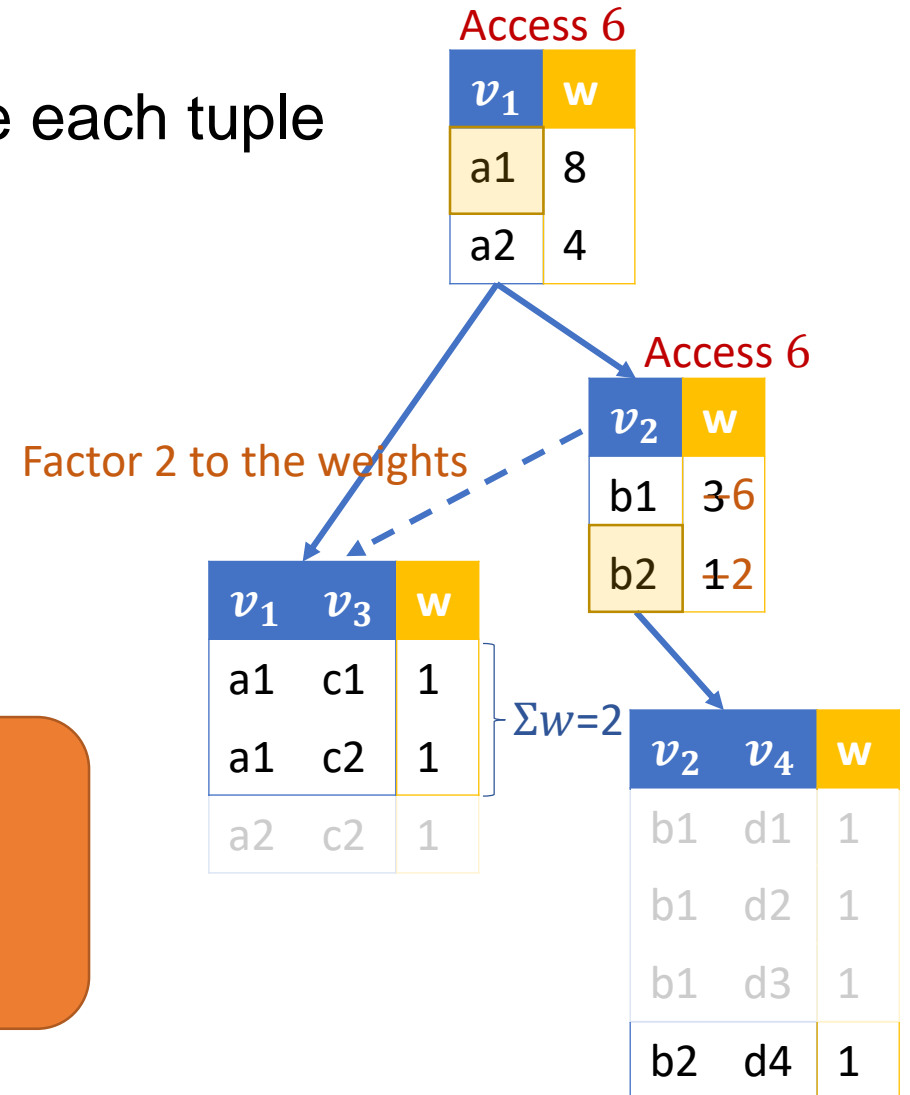 Access 6
e each tuple
v₁ w
a1 8
a2 4
Access 6
v₂ w
Factor 2 to the weights
b1 3 6
b2 1 2
v₁ v₃ w
a1 c1 1
a1 c2 1
Σw=2
a2 c2 1
v₂ v₄ w
b1 d1 1
b1 d2 1
b1 d3 1
b2 d4 1